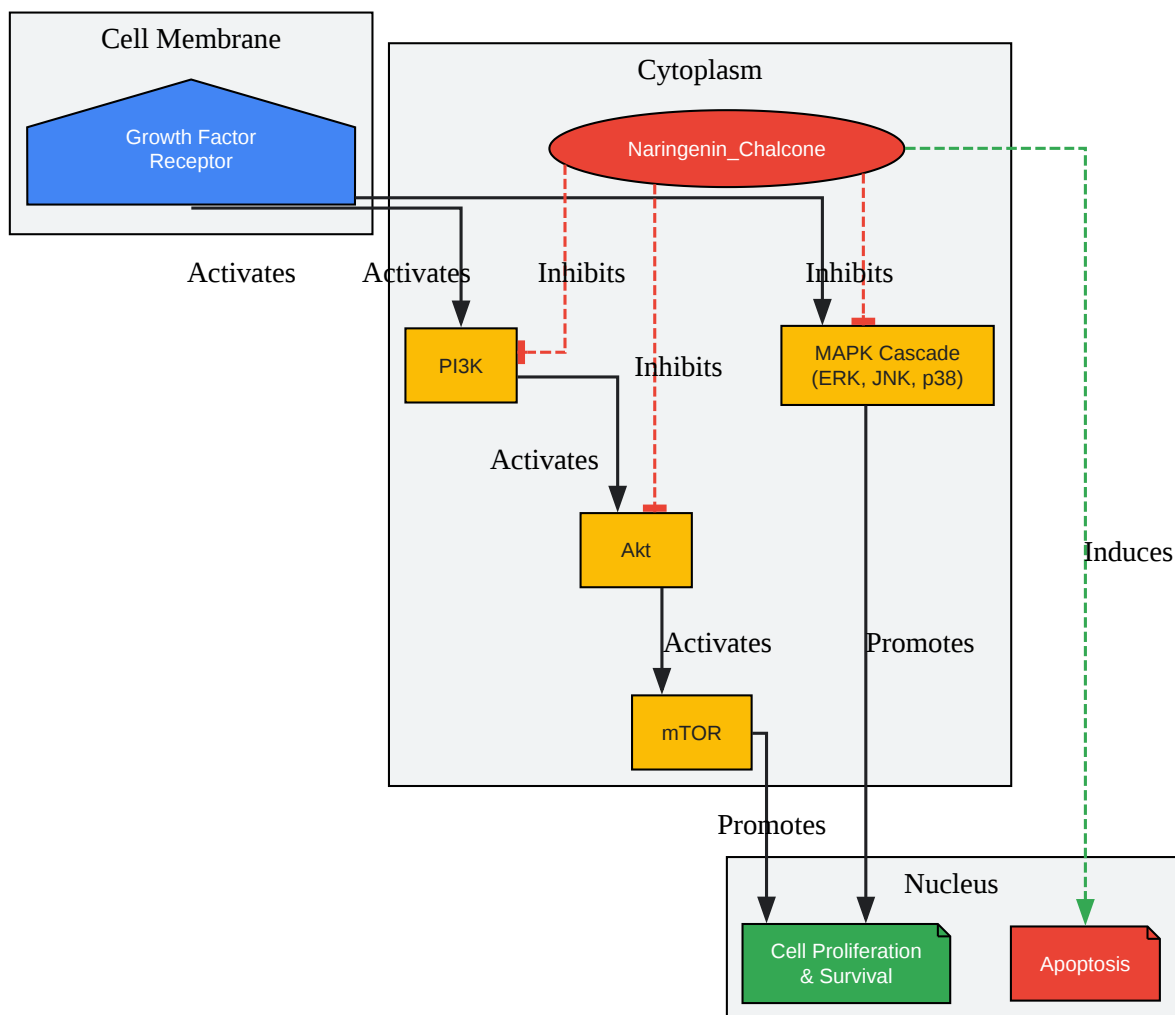 Cell Membrane
Cytoplasm
Growth Factor
Receptor
Naringenin_Chalcone
Activates
Activates
Inhibits
Inhibits
PI3K
Inhibits
MAPK Cascade
(ERK, JNK, p38)
Activates
Akt
Induces
Activates
Promotes
mTOR
Promotes
Nucleus
Cell Proliferation
& Survival
Apoptosis